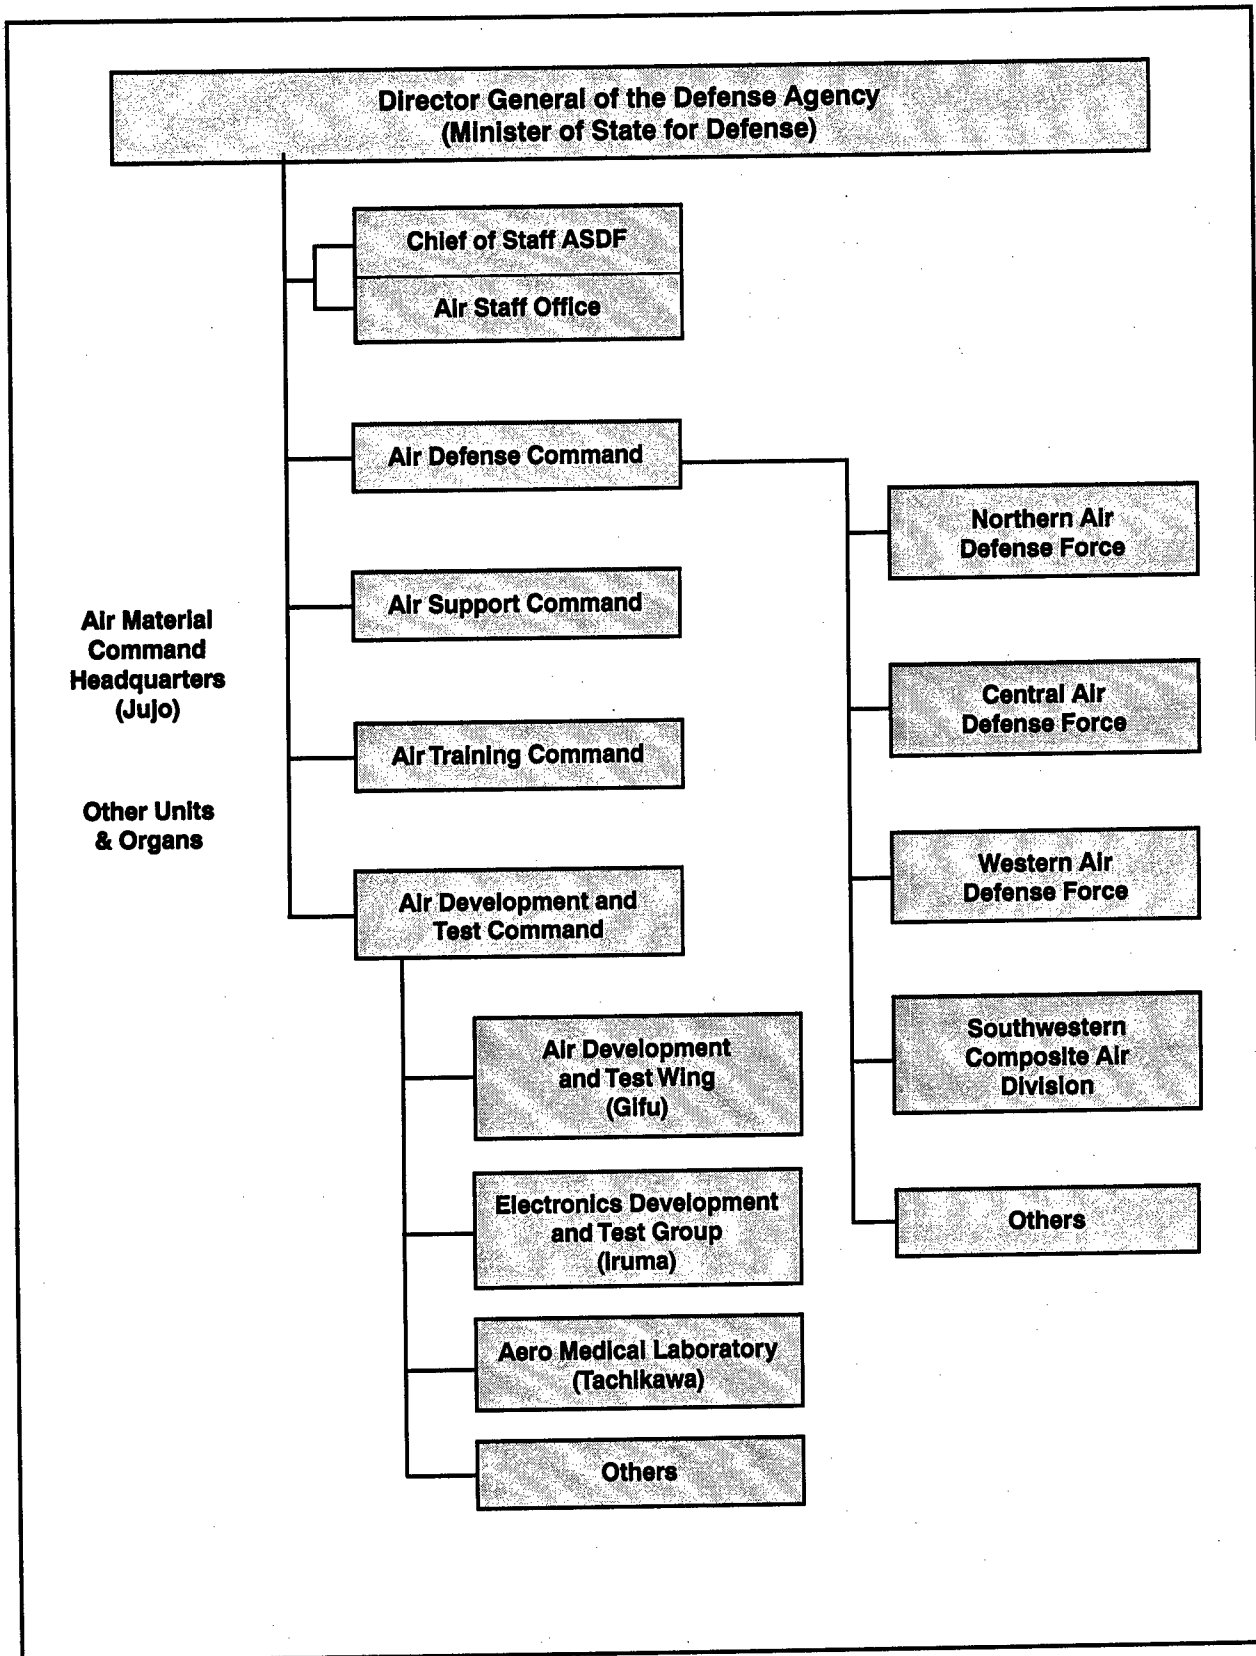 Director General of the Defense Agency
(Minister of State for Defense)
Chief of Staff ASDF
Air Staff Office
Air Defense Command
Air Support Command
Air Training Command
Air Development and
Test Command
Air Material
Command
Headquarters
(Jujo)
Other Units
& Organs
Air Development
and Test Wing
(Gifu)
Electronics Development
and Test Group
(Iruma)
Aero Medical Laboratory
(Tachikawa)
Others
Northern Air
Defense Force
Central Air
Defense Force
Western Air
Defense Force
Southwestern
Composite Air
Division
Others